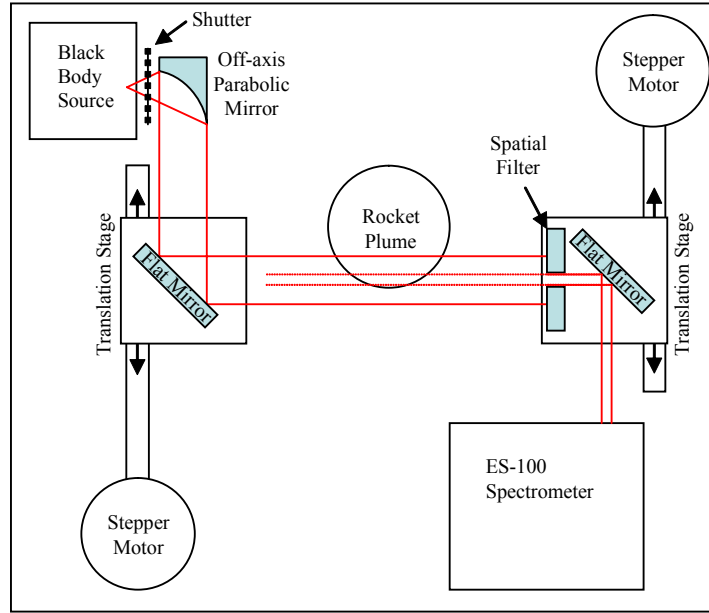 Shutter
Black
Body
Source
Off-axis
Parabolic
Mirror
Stepper
Motor
Spatial
Filter
Rocket
Plume
Translation Stage
Flat Mirror
Flat Mirror
Translation Stage
ES-100
Spectrometer
Stepper
Motor